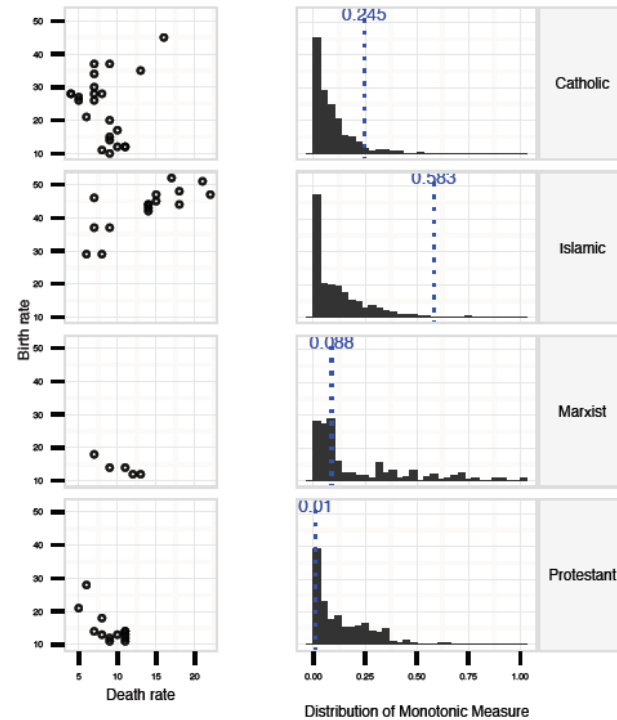 0.245
50
40
30
20
10
Catholic
0.583
50
40
30
20
10
Islamic
Birth rate
0.088
50
40
30
20
10
Marxist
0.01
50
40
30
20
10
Protestant
5 10 15 20
0.00 0.25 0.50 0.75 1.00
Death rate
Distribution of Monotonic Measure